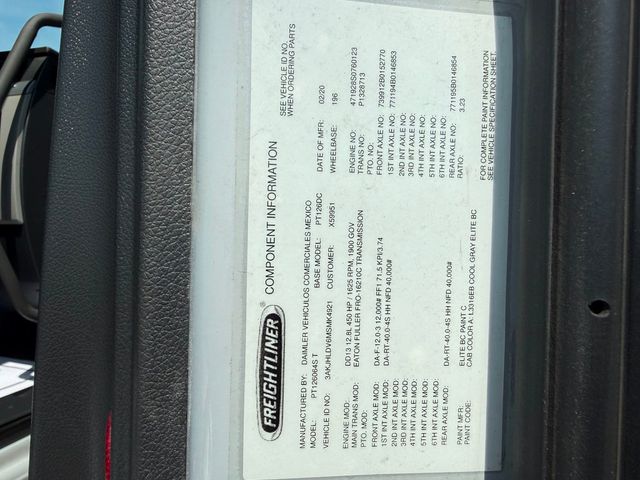 FREIGHTLINER
COMPONENT INFORMATION
SEE VEHICLE ID NO.
WHEN ORDERING PARTS
MANUFACTURED BY: DAIMLER VEHICULOS COMERCIALES MEXICO
MODEL: PT126064S T BASE MODEL: PT126DC DATE OF MFR: 02/20
VEHICLE ID NO: 3AKJHLDV6MSMK4921 CUSTOMER: X59951 WHEELBASE: 196
ENGINE MOD: DD13 12.8L 450 HP / 1625 RPM, 1900 GOV ENGINE NO: 471928S0760123
MAIN TRANS MOD: EATON FULLER FRO-16210C TRANSMISSION TRANS NO: P1328713
PTO. MOD: PTO. NO:
FRONT AXLE MOD: DA-F-12.0-3 12,000# FF1 71.5 KPI/3.74 FRONT AXLE NO: 739912B0152770
1ST INT AXLE MOD: DA-RT-40.0-4S HH NFD 40,000# 1ST INT AXLE NO: 771194B0146853
2ND INT AXLE MOD: 2ND INT AXLE NO:
3RD INT AXLE MOD: 3RD INT AXLE NO:
4TH INT AXLE MOD: 4TH INT AXLE NO:
5TH INT AXLE MOD: 5TH INT AXLE NO:
6TH INT AXLE MOD: 6TH INT AXLE NO:
REAR AXLE MOD: DA-RT-40.0-4S HH NFD 40,000# REAR AXLE NO: 771195B0146854
RATIO: 3.23
PAINT MFR: ELITE BC PAINT C
PAINT CODE: CAB COLOR A: L3316EB COOL GRAY ELITE BC
FOR COMPLETE PAINT INFORMATION
SEE VEHICLE SPECIFICATION SHEET.